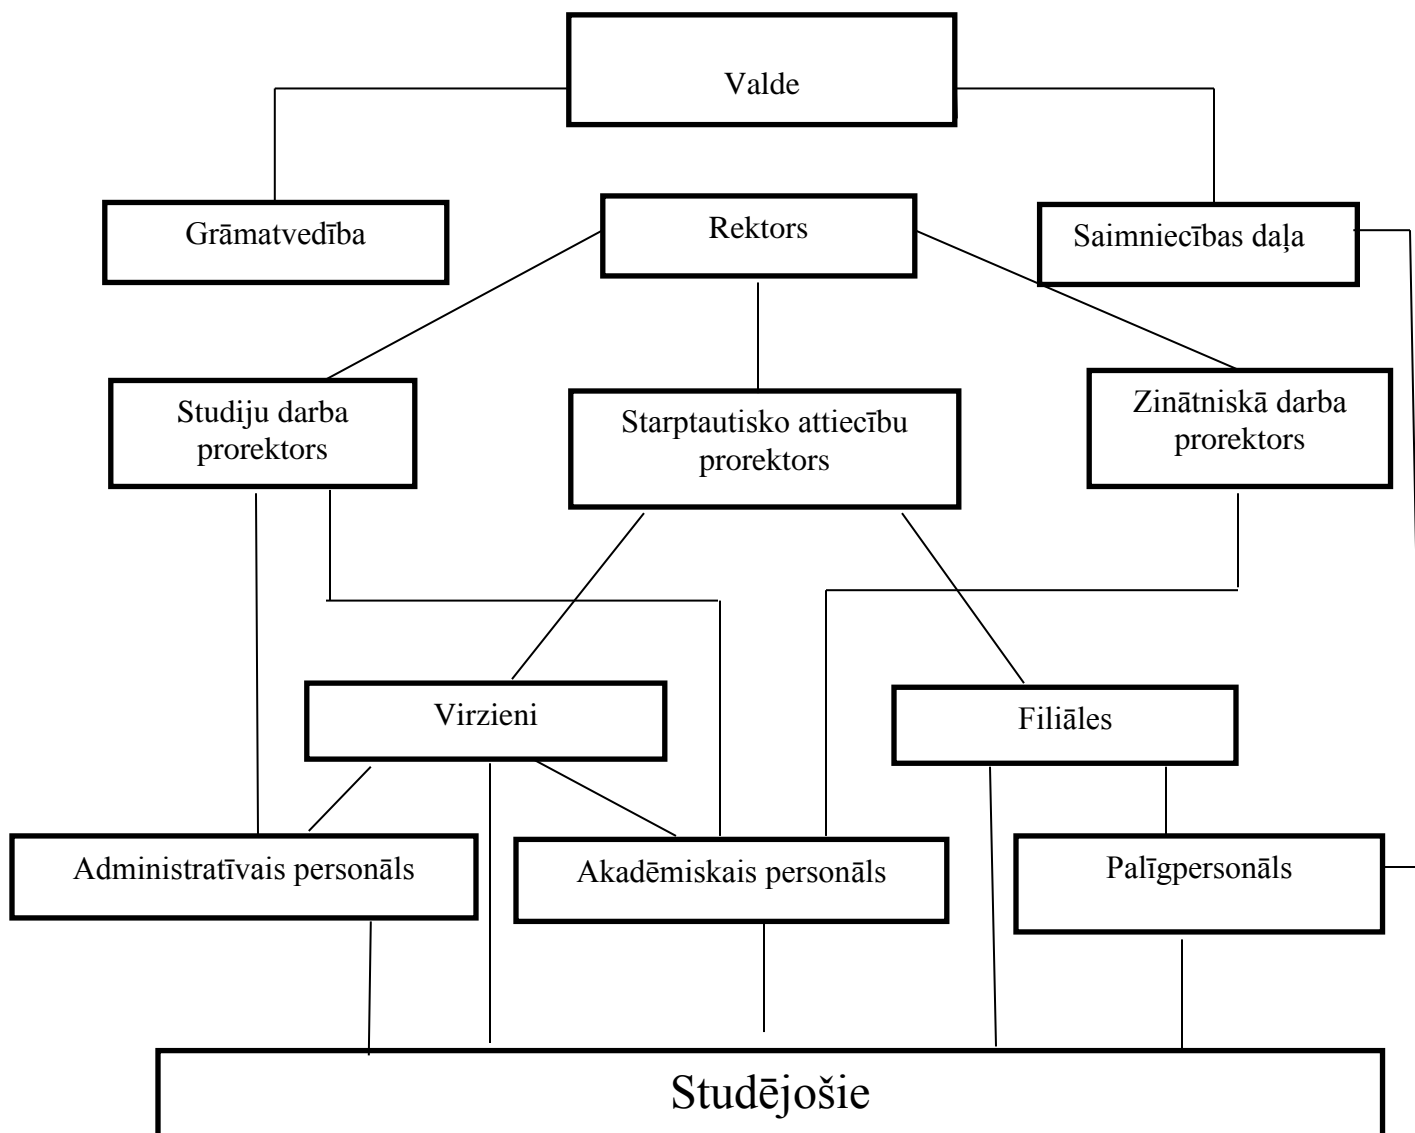 Valde
Grāmatvedība
Rektors
Saimniecības daļa
Studiju darba
prorektors
Starptautisko attiecību
prorektors
Zinātniskā darba
prorektors
Virzieni
Filiāles
Administratīvais personāls
Akadēmiskais personāls
Palīgpersonāls
Studējošie